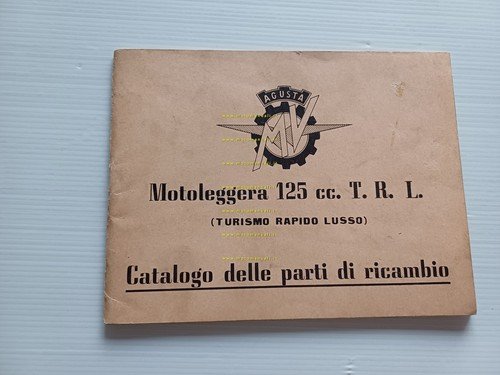 AGUSTA
MV
Motoleggera 125 cc. T. R. L.
(TURISMO RAPIDO LUSSO)
Catalogo delle parti di ricambio